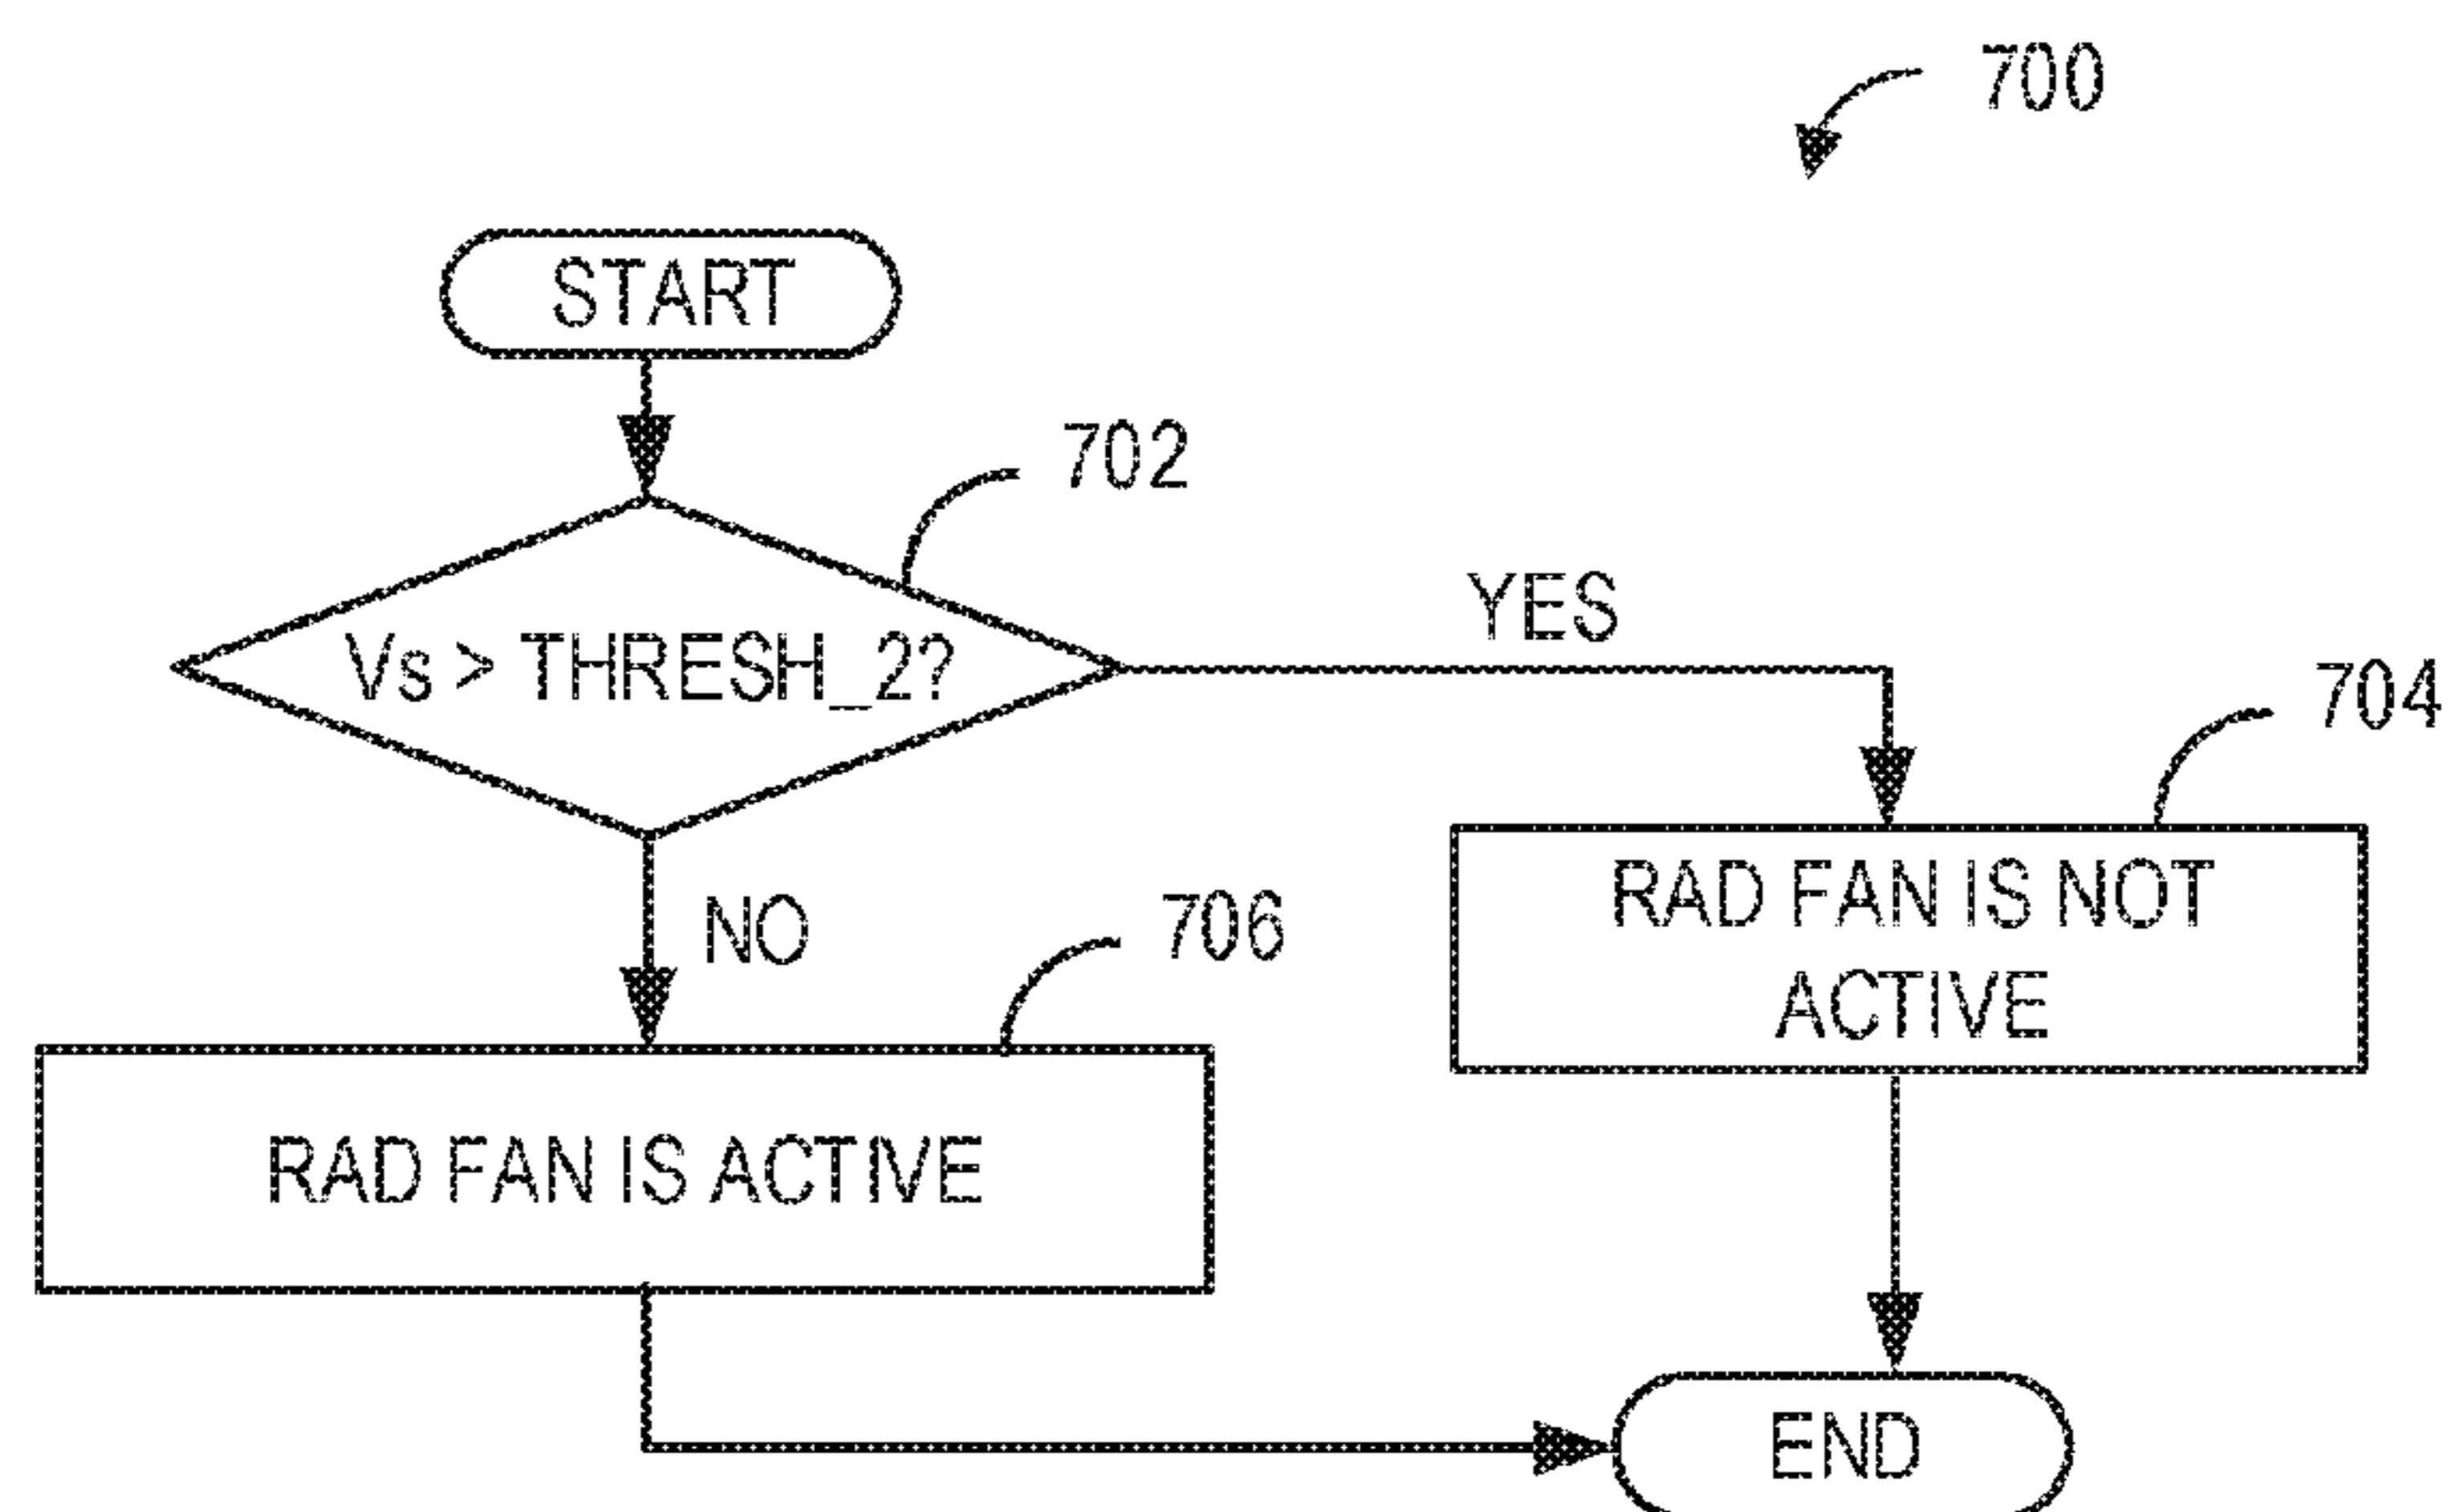 700
START
702
Vs > THRESH_2?
YES
704
NO
706
RAD FAN IS NOT
ACTIVE
RAD FAN IS ACTIVE
END